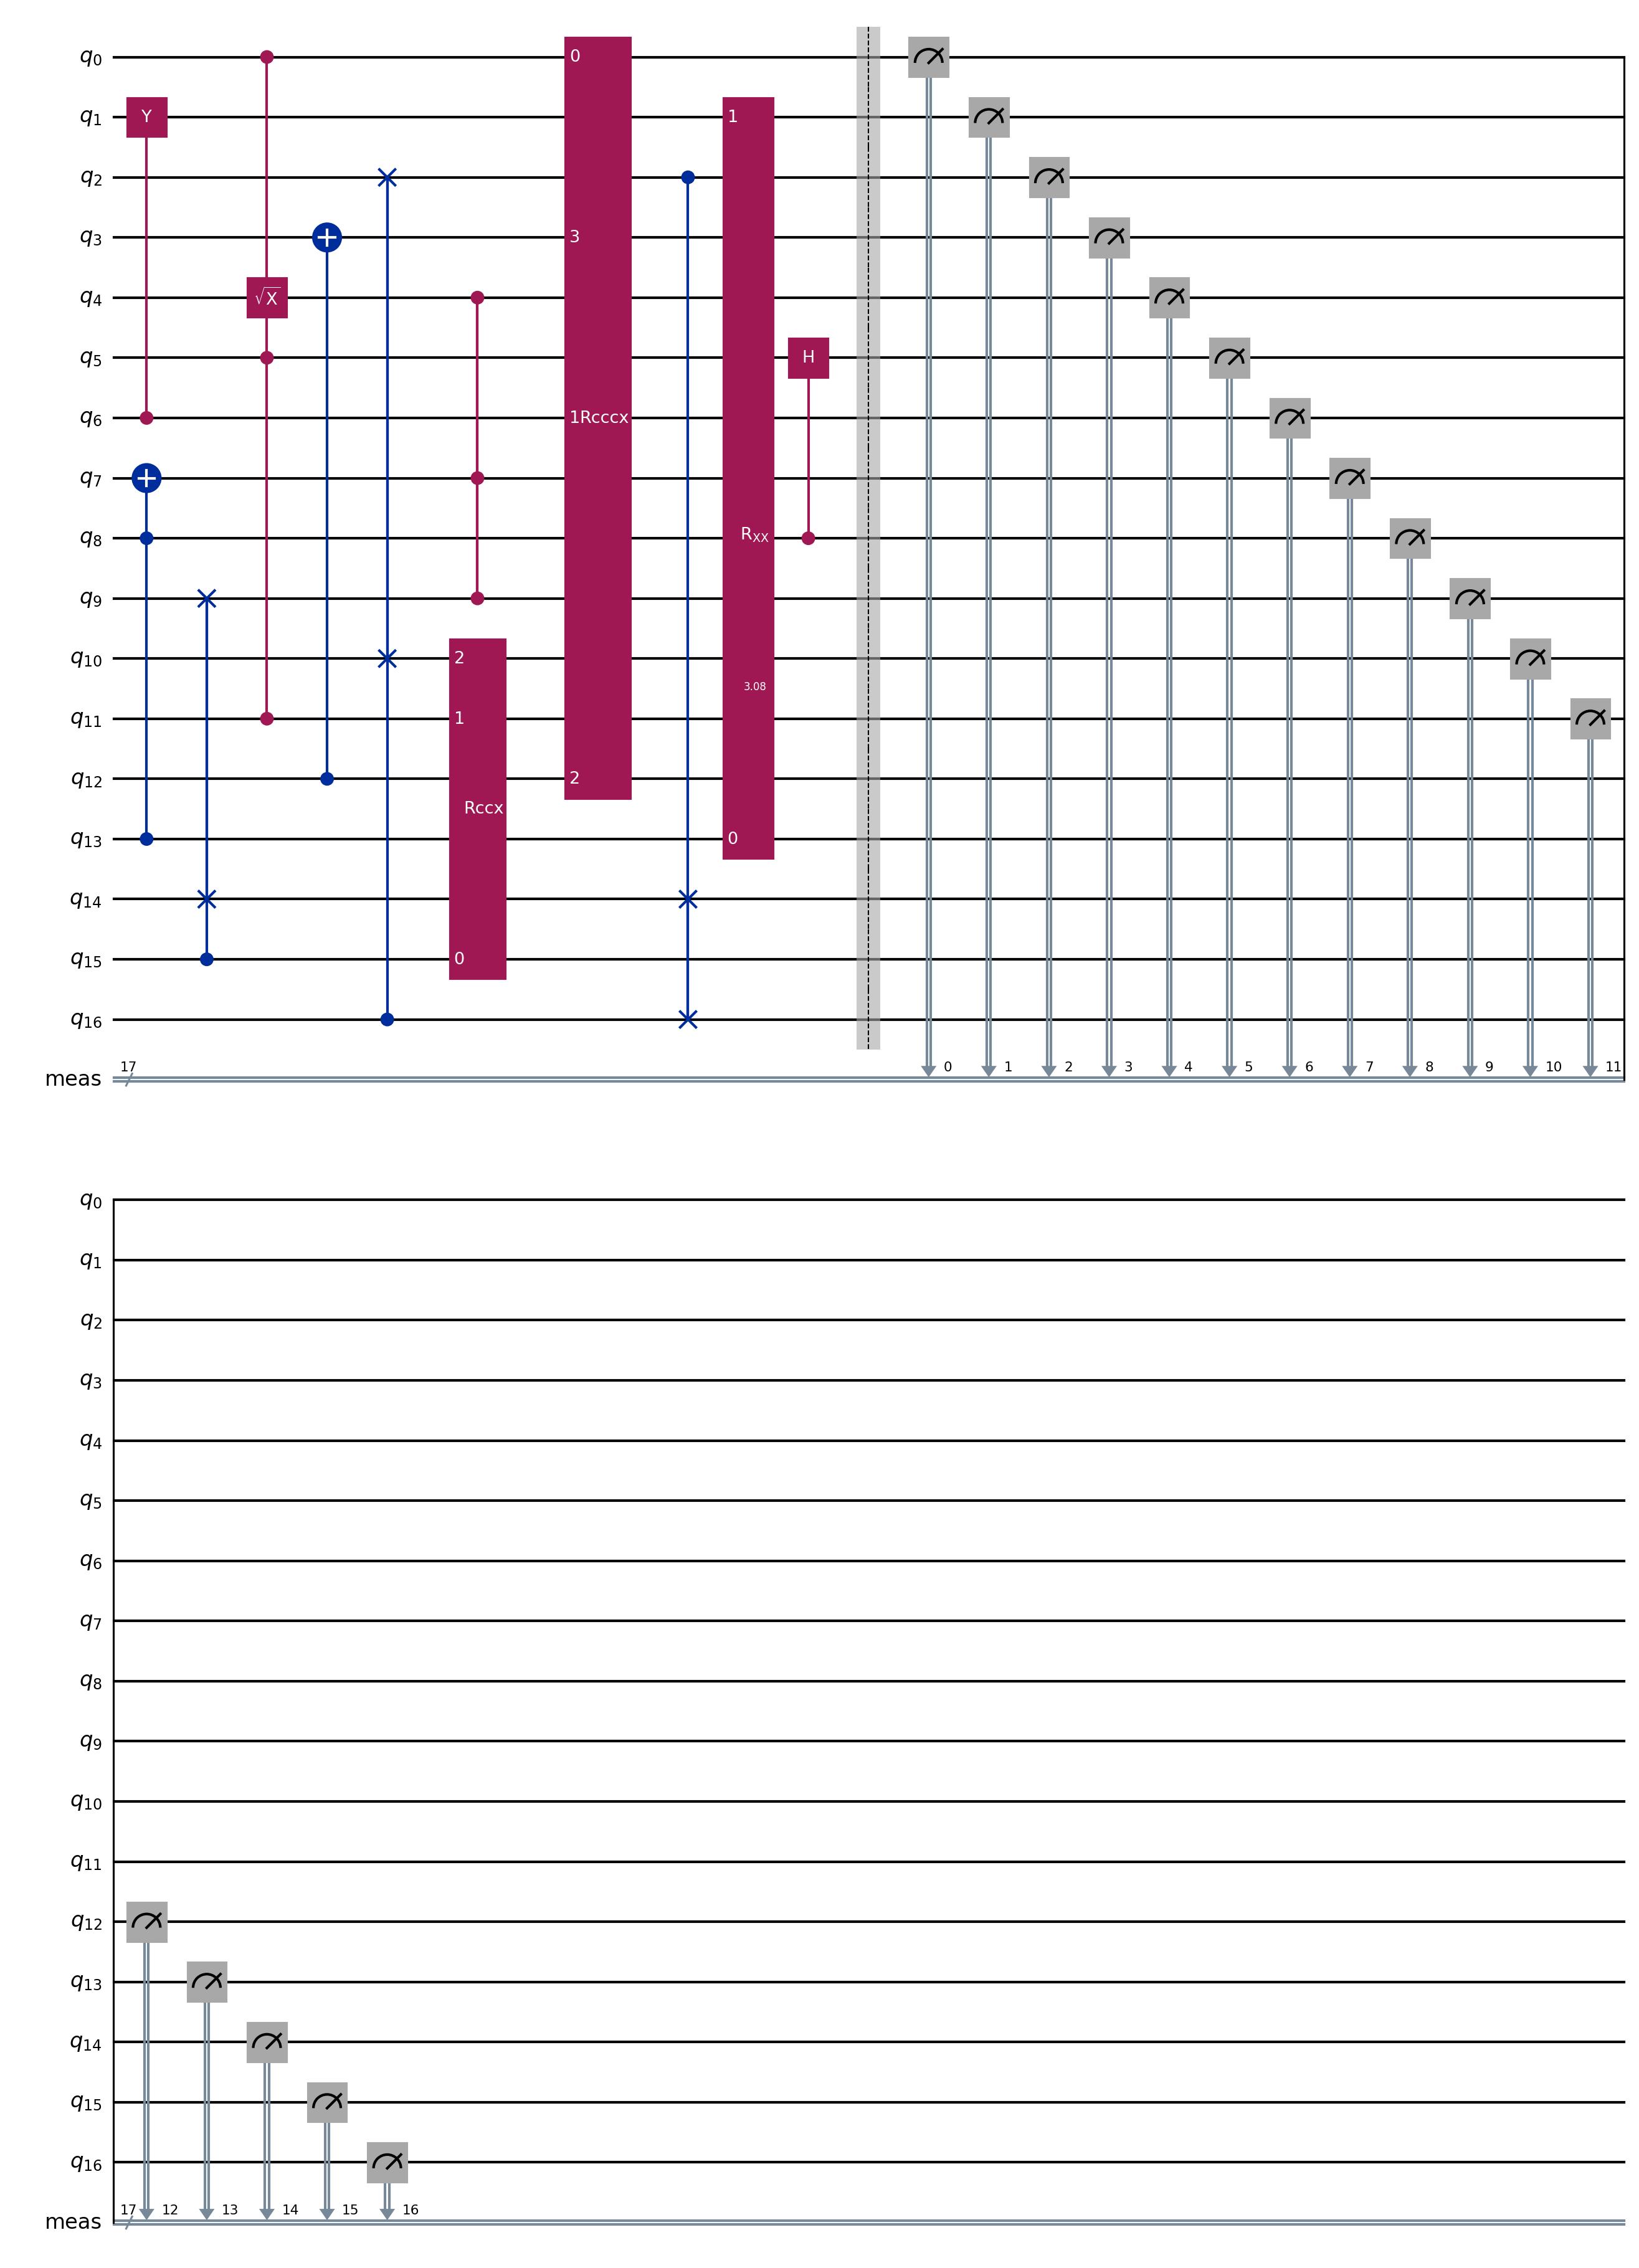 q0 0
q1 Y 1
q2
q3 3
q4 √X
q5 H
q6 1Rcccx
q7
q8 RXX
q9
q10 2
3.08
q11 1
q12 2
Rccx
q13 0
q14
q15 0
q16
meas 17 0 1 2 3 4 5 6 7 8 9 10 11
q0
q1
q2
q3
q4
q5
q6
q7
q8
q9
q10
q11
q12
q13
q14
q15
q16
meas 17 12 13 14 15 16